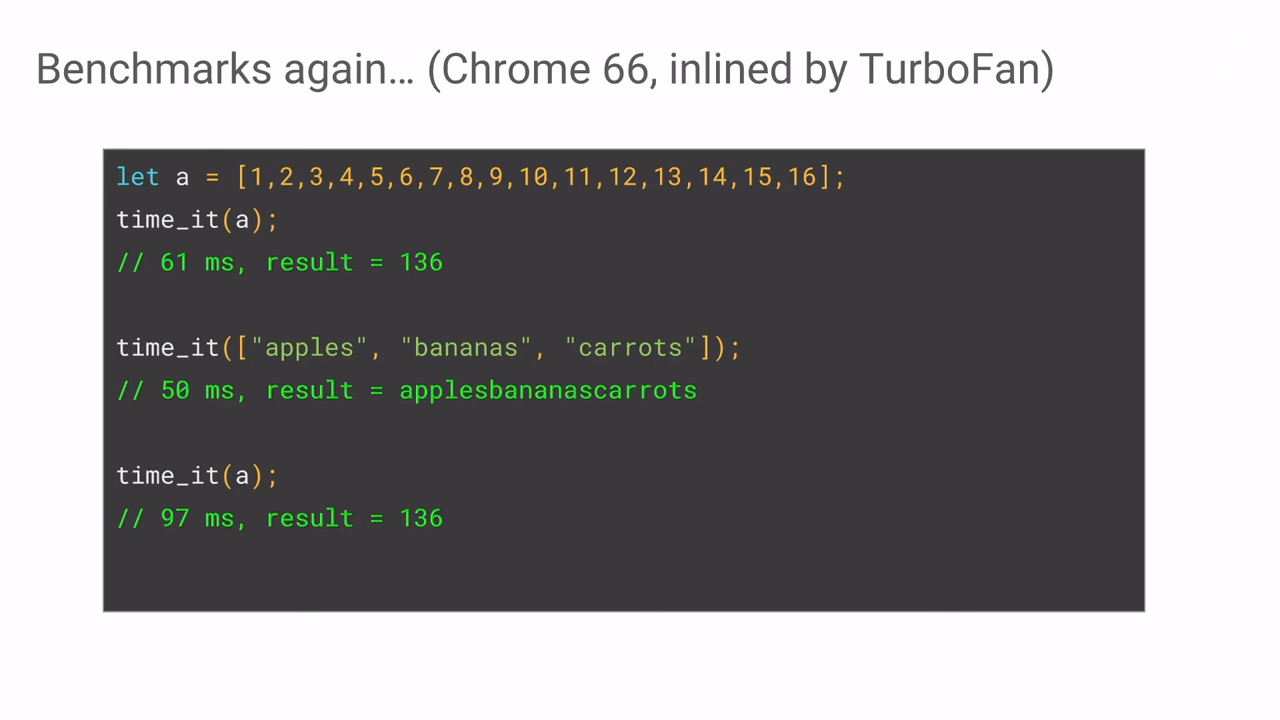 Benchmarks again… (Chrome 66, inlined by TurboFan)
let a = [1,2,3,4,5,6,7,8,9,10,11,12,13,14,15,16];
time_it(a);
// 61 ms, result = 136
time_it(["apples", "bananas", "carrots"]);
// 50 ms, result = applesbananascarrots
time_it(a);
// 97 ms, result = 136